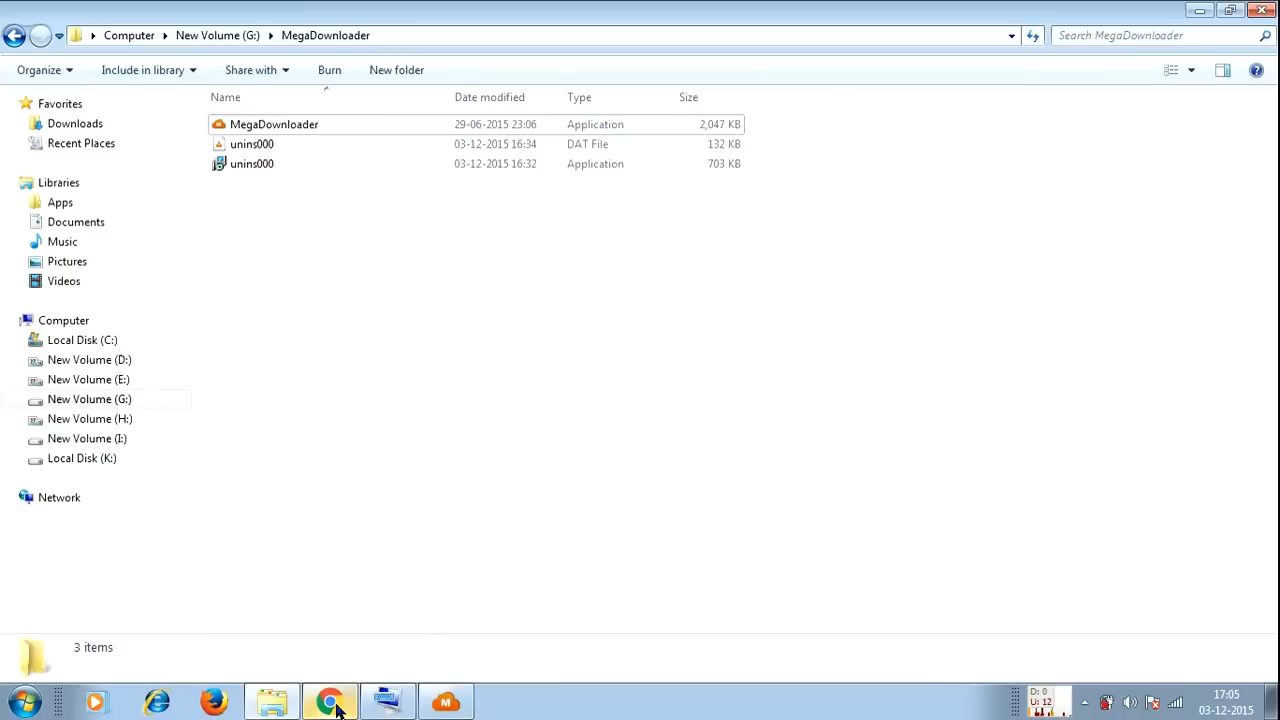 Computer New Volume (G:) MegaDownloader
Search MegaDownloader
Organize Include in library Share with Burn New folder
Name Date modified Type Size
MegaDownloader 29-06-2015 23:06 Application 2,047 KB
unins000 03-12-2015 16:34 DAT File 132 KB
unins000 03-12-2015 16:32 Application 703 KB
Favorites
Downloads
Recent Places
Libraries
Apps
Documents
Music
Pictures
Videos
Computer
Local Disk (C:)
New Volume (D:)
New Volume (E:)
New Volume (G:)
New Volume (H:)
New Volume (I:)
Local Disk (K:)
Network
3 items
D: 0
U: 12
17:05
03-12-2015